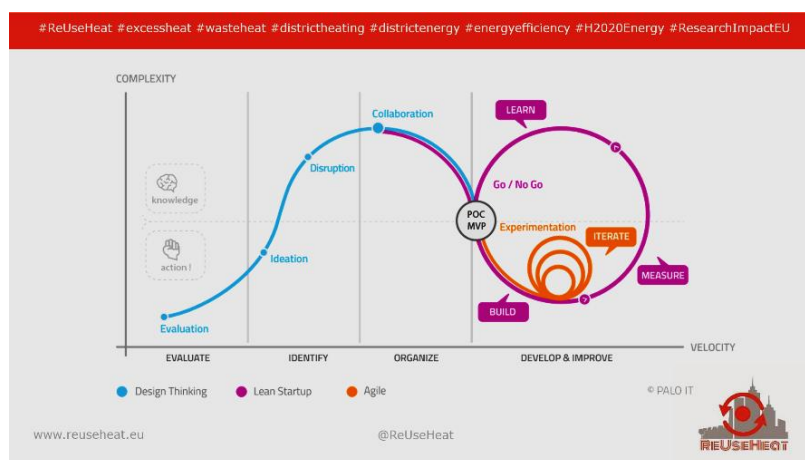 #ReUseHeat #excessheat #wasteheat #districtheating #districtenergy #energyefficiency #H2020Energy #ResearchImpactEU
COMPLEXITY
Collaboration
LEARN
Disruption
knowledge
Go / No Go
POC
MVP
Experimentation
ITERATE
action!
Ideation
MEASURE
BUILD
Evaluation
VELOCITY
EVALUATE
IDENTIFY
ORGANIZE
DEVELOP & IMPROVE
Design Thinking
Lean Startup
Agile
© PALO IT
www.reuseheat.eu
@ReUseHeat
REUSEHEAT